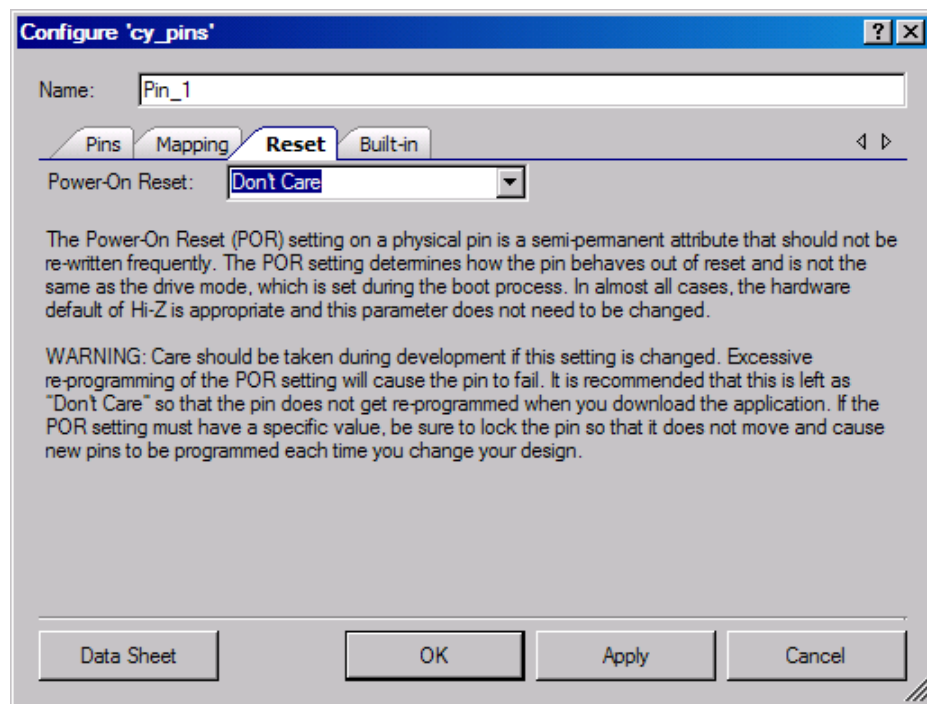 Configure 'cy_pins'
Name: Pin_1
Pins Mapping Reset Built-in
Power-On Reset: Don't Care
The Power-On Reset (POR) setting on a physical pin is a semi-permanent attribute that should not be
re-written frequently. The POR setting determines how the pin behaves out of reset and is not the
same as the drive mode, which is set during the boot process. In almost all cases, the hardware
default of Hi-Z is appropriate and this parameter does not need to be changed.
WARNING: Care should be taken during development if this setting is changed. Excessive
re-programming of the POR setting will cause the pin to fail. It is recommended that this is left as
"Don't Care" so that the pin does not get re-programmed when you download the application. If the
POR setting must have a specific value, be sure to lock the pin so that it does not move and cause
new pins to be programmed each time you change your design.
Data Sheet OK Apply Cancel